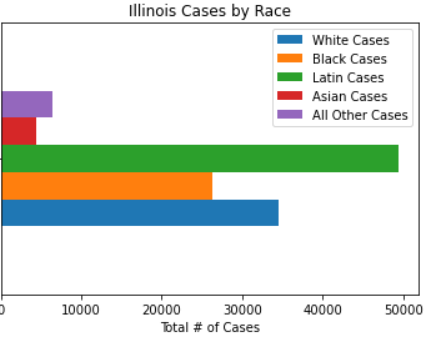 Illinois Cases by Race
White Cases
Black Cases
Latin Cases
Asian Cases
All Other Cases
0 10000 20000 30000 40000 50000
Total # of Cases